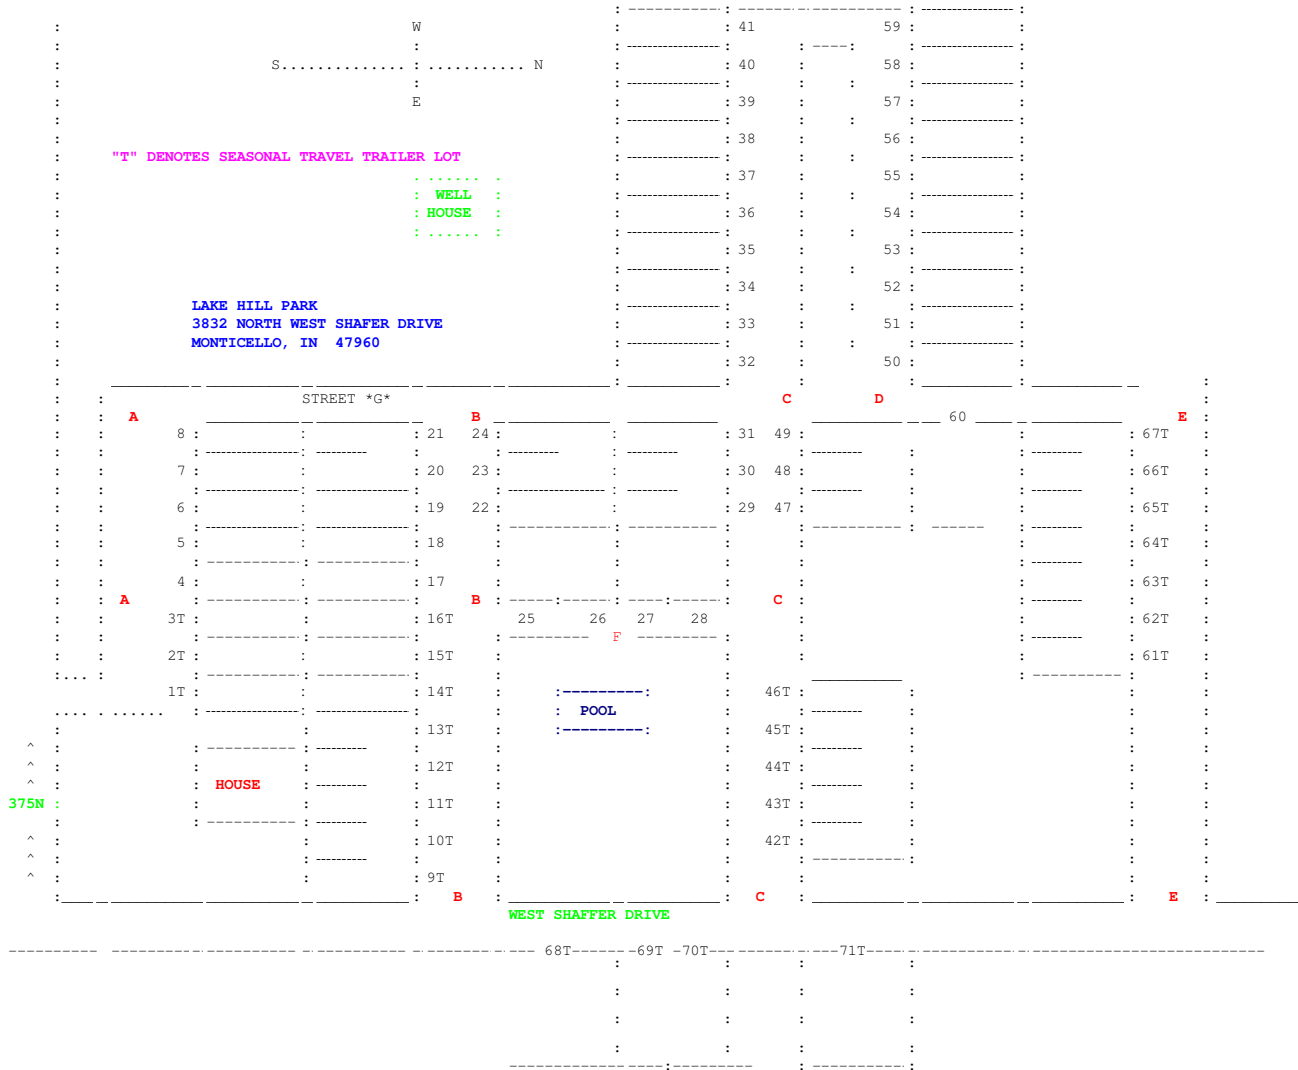 W 41 59
S.............. : ........... N 40 58
E 39 57
38 56
"T" DENOTES SEASONAL TRAVEL TRAILER LOT
37 55
WELL
HOUSE 36 54
35 53
34 52
LAKE HILL PARK
3832 NORTH WEST SHAFER DRIVE 33 51
MONTICELLO, IN 47960
32 50
STREET *G* C D
A B 60 E
8 21 24 31 49 67T
7 20 23 30 48 66T
6 19 22 29 47 65T
5 18 64T
4 17 63T
A B C
3T 16T 25 26 27 28 62T
F
2T 15T 61T
1T 14T 46T
POOL
13T 45T
^
^ 12T 44T
^ HOUSE
375N 11T 43T
^ 10T 42T
^
^ 9T
B C E
WEST SHAFFER DRIVE
68T 69T 70T 71T